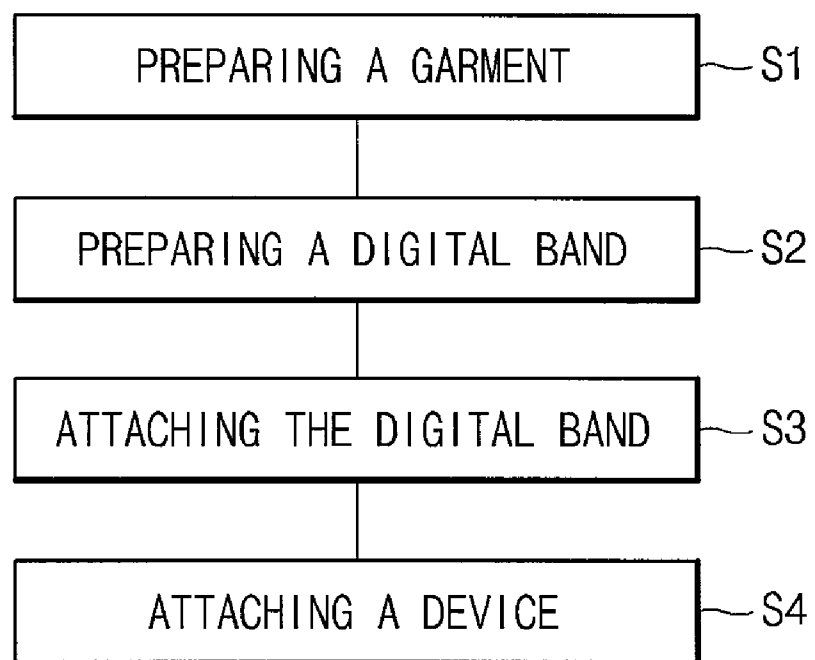 PREPARING A GARMENT S1
PREPARING A DIGITAL BAND S2
ATTACHING THE DIGITAL BAND S3
ATTACHING A DEVICE S4